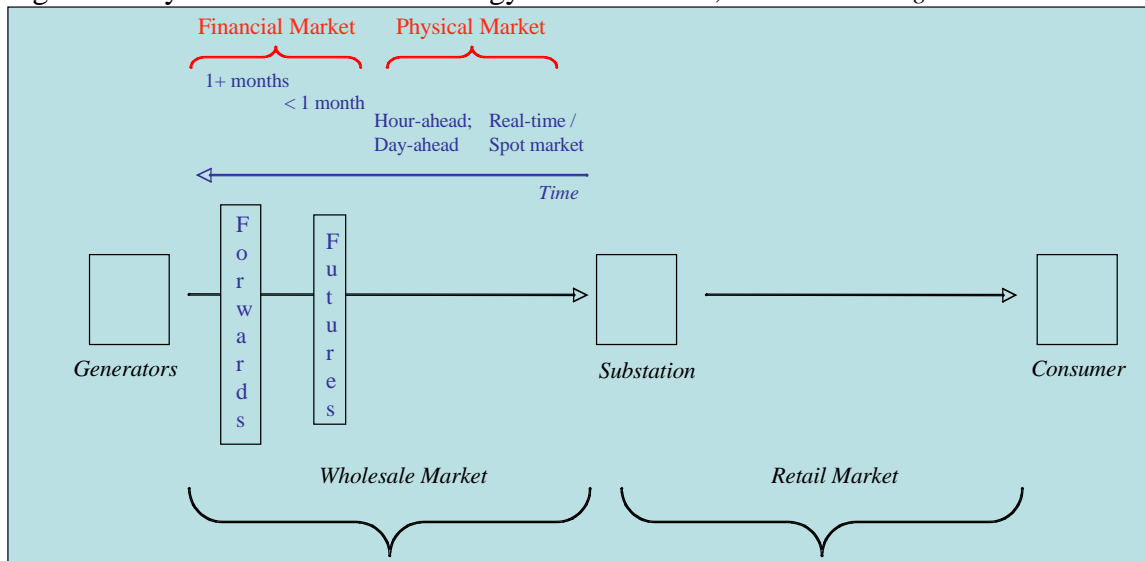 Financial Market
Physical Market
1+ months
< 1 month
Hour-ahead;
Day-ahead
Real-time /
Spot market
Time
Forwards
Futures
Generators
Substation
Consumer
Wholesale Market
Retail Market